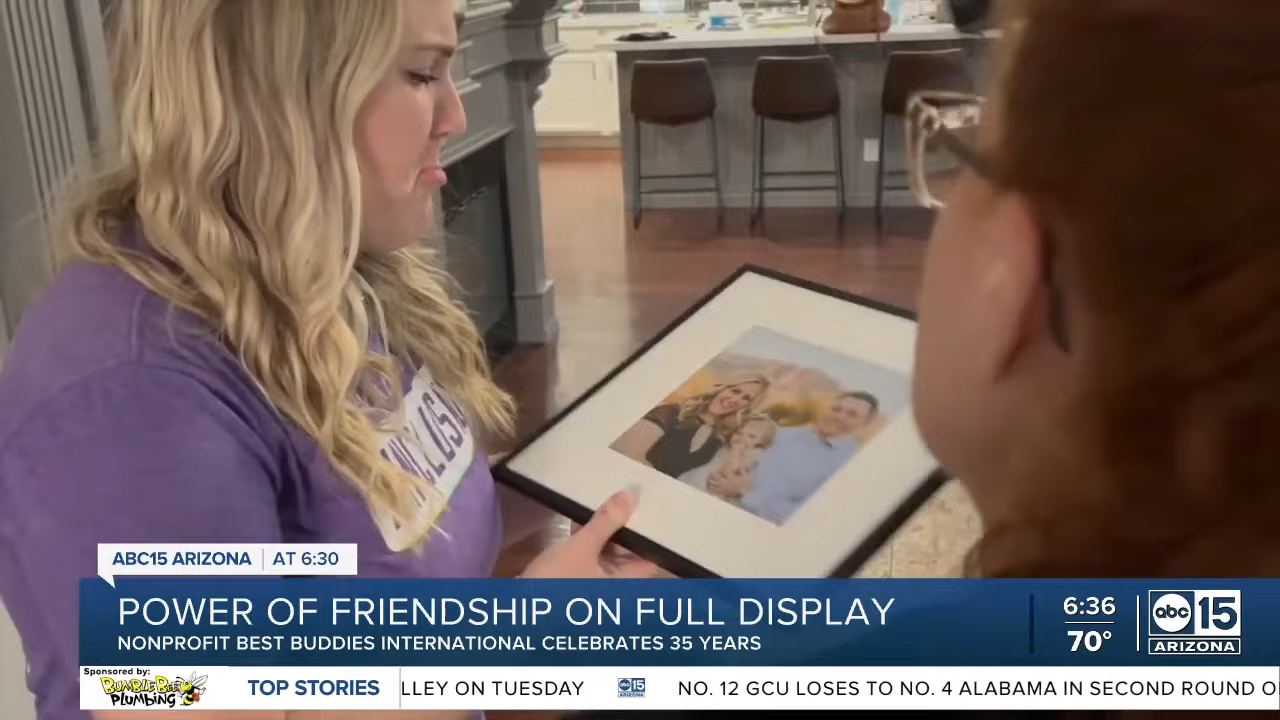 ABC15 ARIZONA AT 6:30
POWER OF FRIENDSHIP ON FULL DISPLAY
NONPROFIT BEST BUDDIES INTERNATIONAL CELEBRATES 35 YEARS
6:36
70°
abc 15
ARIZONA
Sponsored by:
BUMBLE BEE
PLUMBING
TOP STORIES
LLEY ON TUESDAY
NO. 12 GCU LOSES TO NO. 4 ALABAMA IN SECOND ROUND O